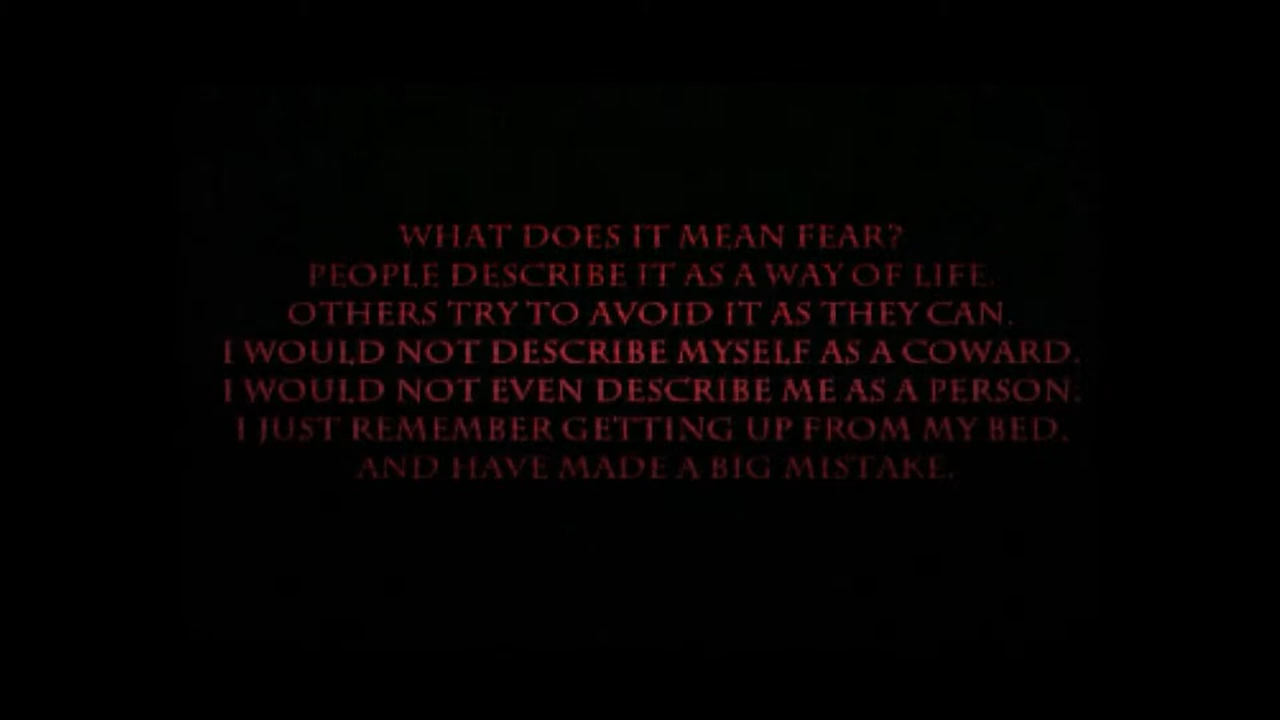 WHAT DOES IT MEAN FEAR?
PEOPLE DESCRIBE IT AS A WAY OF LIFE.
OTHERS TRY TO AVOID IT AS THEY CAN.
I WOULD NOT DESCRIBE MYSELF AS A COWARD.
I WOULD NOT EVEN DESCRIBE ME AS A PERSON.
I JUST REMEMBER GETTING UP FROM MY BED.
AND HAVE MADE A BIG MISTAKE.